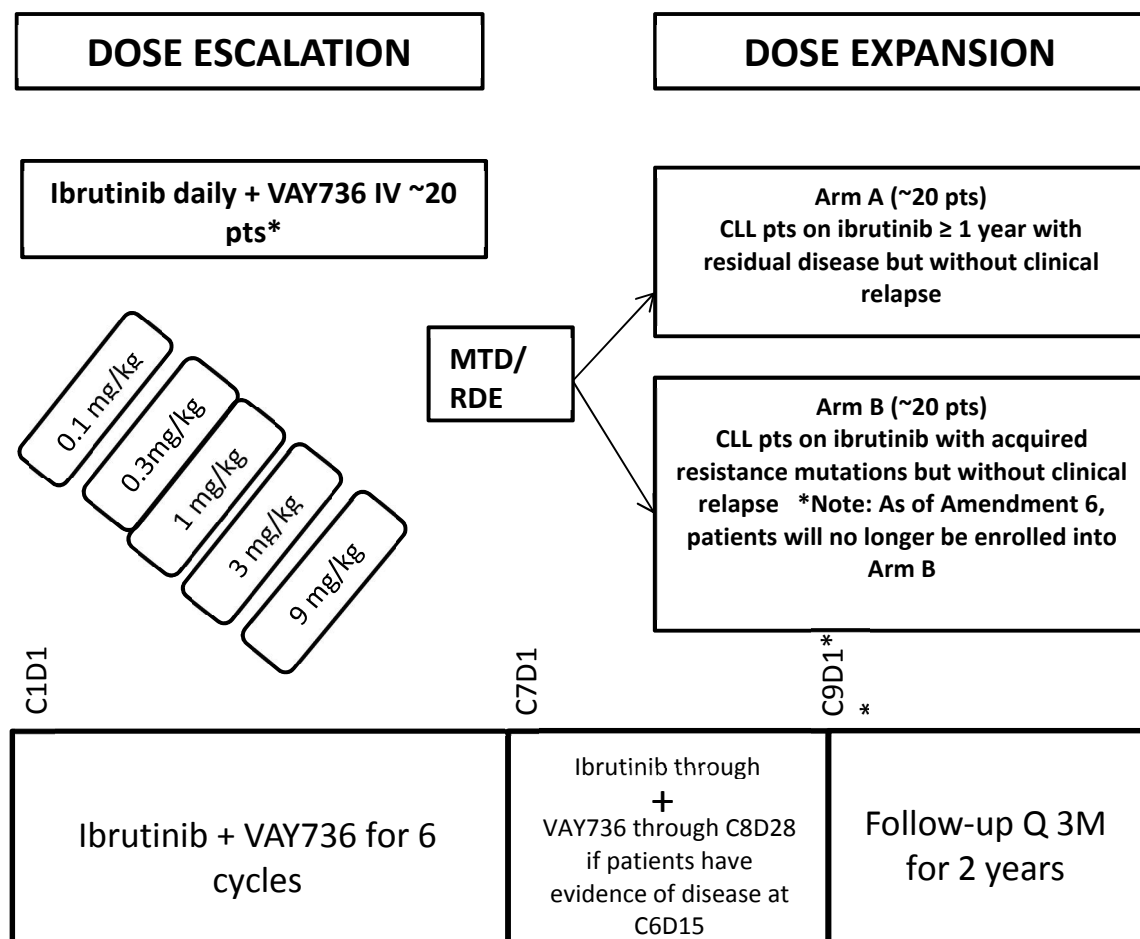 DOSE ESCALATION
DOSE EXPANSION
Ibrutinib daily + VAY736 IV ~20
pts*
0.1 mg/kg
0.3mg/kg
1 mg/kg
3 mg/kg
9 mg/kg
MTD/
RDE
Arm A (~20 pts)
CLL pts on ibrutinib ≥ 1 year with
residual disease but without clinical
relapse
Arm B (~20 pts)
CLL pts on ibrutinib with acquired
resistance mutations but without clinical
relapse *Note: As of Amendment 6,
patients will no longer be enrolled into
Arm B
C1D1
C7D1
C9D1*
*
Ibrutinib + VAY736 for 6
cycles
Ibrutinib through
+
VAY736 through C8D28
if patients have
evidence of disease at
C6D15
Follow-up Q 3M
for 2 years